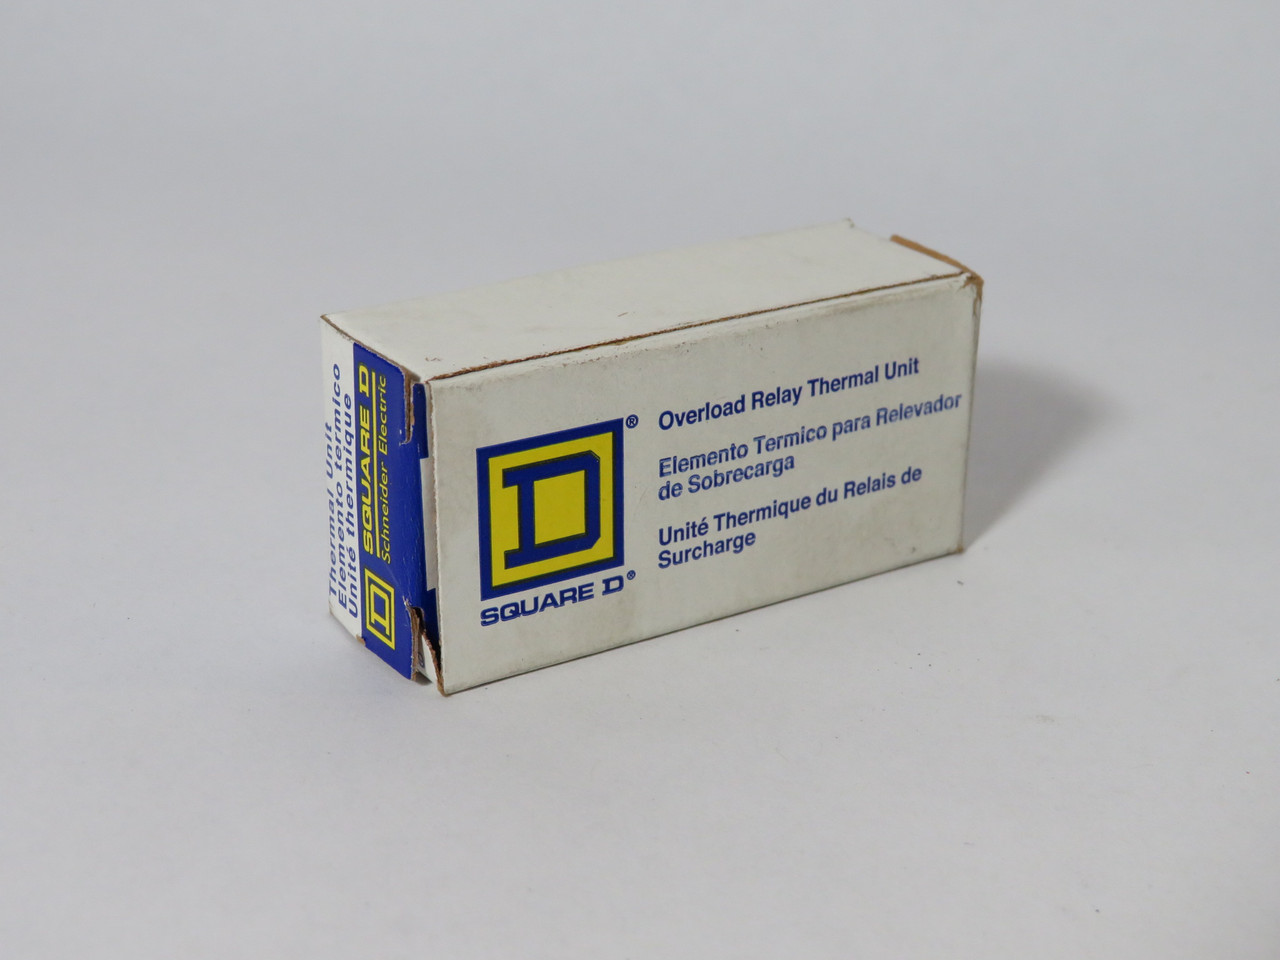 Thermal Unit
Elemento termico
Unité thermique
SQUARE D
Schneider Electric
D
D®
SQUARE D®
Overload Relay Thermal Unit
Elemento Termico para Relevador
de Sobrecarga
Unité Thermique du Relais de
Surcharge